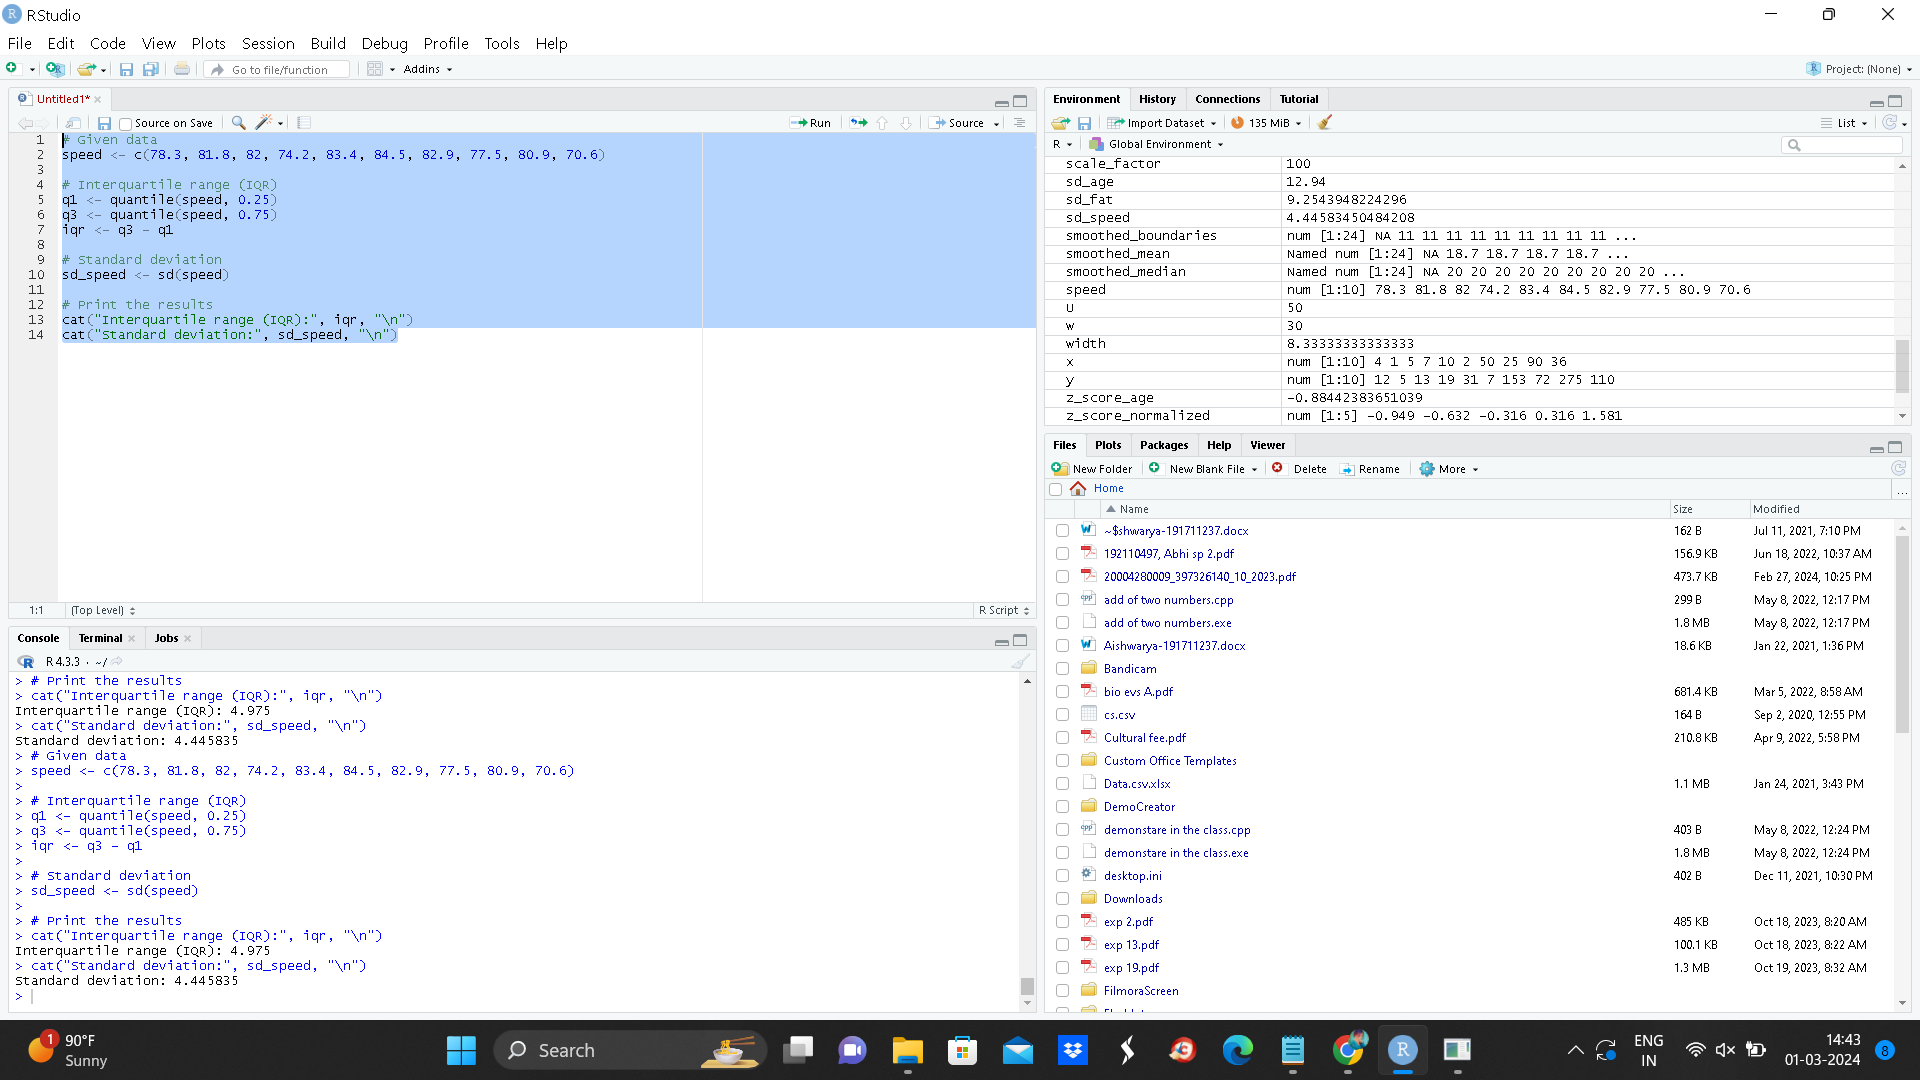 RStudio
File Edit Code View Plots Session Build Debug Profile Tools Help
Go to file/function Addins Project: (None)
Untitled1*
Source on Save Run Source
1 # Given data
2 speed <- c(78.3, 81.8, 82, 74.2, 83.4, 84.5, 82.9, 77.5, 80.9, 70.6)
3
4 # Interquartile range (IQR)
5 q1 <- quantile(speed, 0.25)
6 q3 <- quantile(speed, 0.75)
7 iqr <- q3 - q1
8
9 # Standard deviation
10 sd_speed <- sd(speed)
11
12 # Print the results
13 cat("Interquartile range (IQR):", iqr, "\n")
14 cat("Standard deviation:", sd_speed, "\n")
1:1 (Top Level) R Script
Console Terminal Jobs
R 4.3.3 · ~/
> # Print the results
> cat("Interquartile range (IQR):", iqr, "\n")
Interquartile range (IQR): 4.975
> cat("Standard deviation:", sd_speed, "\n")
Standard deviation: 4.445835
> # Given data
> speed <- c(78.3, 81.8, 82, 74.2, 83.4, 84.5, 82.9, 77.5, 80.9, 70.6)
>
> # Interquartile range (IQR)
> q1 <- quantile(speed, 0.25)
> q3 <- quantile(speed, 0.75)
> iqr <- q3 - q1
>
> # Standard deviation
> sd_speed <- sd(speed)
>
> # Print the results
> cat("Interquartile range (IQR):", iqr, "\n")
Interquartile range (IQR): 4.975
> cat("Standard deviation:", sd_speed, "\n")
Standard deviation: 4.445835
>
Environment History Connections Tutorial
Import Dataset 135 MiB List
R Global Environment
scale_factor 100
sd_age 12.94
sd_fat 9.2543948224296
sd_speed 4.44583450484208
smoothed_boundaries num [1:24] NA 11 11 11 11 11 11 11 11 11 ...
smoothed_mean Named num [1:24] NA 18.7 18.7 18.7 18.7 ...
smoothed_median Named num [1:24] NA 20 20 20 20 20 20 20 20 20 ...
speed num [1:10] 78.3 81.8 82 74.2 83.4 84.5 82.9 77.5 80.9 70.6
U 50
w 30
width 8.33333333333333
x num [1:10] 4 1 5 7 10 2 50 25 90 36
y num [1:10] 12 5 13 19 31 7 153 72 275 110
z_score_age -0.88442383651039
z_score_normalized num [1:5] -0.949 -0.632 -0.316 0.316 1.581
Files Plots Packages Help Viewer
New Folder New Blank File Delete Rename More
Home ...
Name Size Modified
~$shwarya-191711237.docx 162 B Jul 11, 2021, 7:10 PM
192110497, Abhi sp 2.pdf 156.9 KB Jun 18, 2022, 10:37 AM
20004280009_397326140_10_2023.pdf 473.7 KB Feb 27, 2024, 10:25 PM
add of two numbers.cpp 299 B May 8, 2022, 12:17 PM
add of two numbers.exe 1.8 MB May 8, 2022, 12:17 PM
Aishwarya-191711237.docx 18.6 KB Jan 22, 2021, 1:36 PM
Bandicam
bio evs A.pdf 681.4 KB Mar 5, 2022, 8:58 AM
cs.csv 164 B Sep 2, 2020, 12:55 PM
Cultural fee.pdf 210.8 KB Apr 9, 2022, 5:58 PM
Custom Office Templates
Data.csv.xlsx 1.1 MB Jan 24, 2021, 3:43 PM
DemoCreator
demonstare in the class.cpp 403 B May 8, 2022, 12:24 PM
demonstare in the class.exe 1.8 MB May 8, 2022, 12:24 PM
desktop.ini 402 B Dec 11, 2021, 10:30 PM
Downloads
exp 2.pdf 485 KB Oct 18, 2023, 8:20 AM
exp 13.pdf 100.1 KB Oct 18, 2023, 8:22 AM
exp 19.pdf 1.3 MB Oct 19, 2023, 8:32 AM
FilmoraScreen
1 90°F
Sunny
Search
ENG
IN
14:43
01-03-2024
8